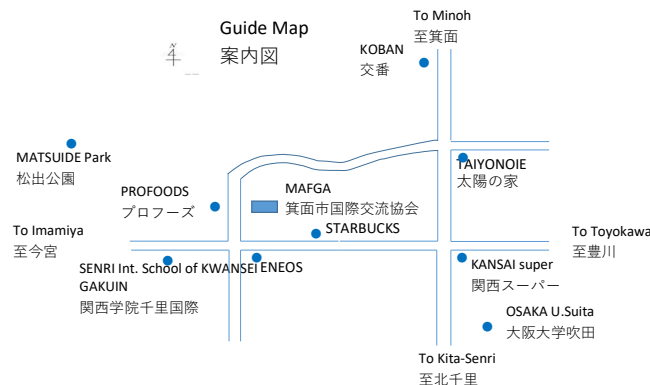 Guide Map
案内図
To Minoh
至箕面
KOBAN
交番
MATSUIDE Park
松出公園
TAIYONOIE
太陽の家
PROFOODS
プロフーズ
MAFGA
箕面市国際交流協会
STARBUCKS
To Imamiya
至今宮
To Toyokawa
至豊川
SENRI Int. School of KWANSEI
GAKUIN
関西学院千里国際
ENEOS
KANSAI super
関西スーパー
OSAKA U.Suita
大阪大学吹田
To Kita-Senri
至北千里